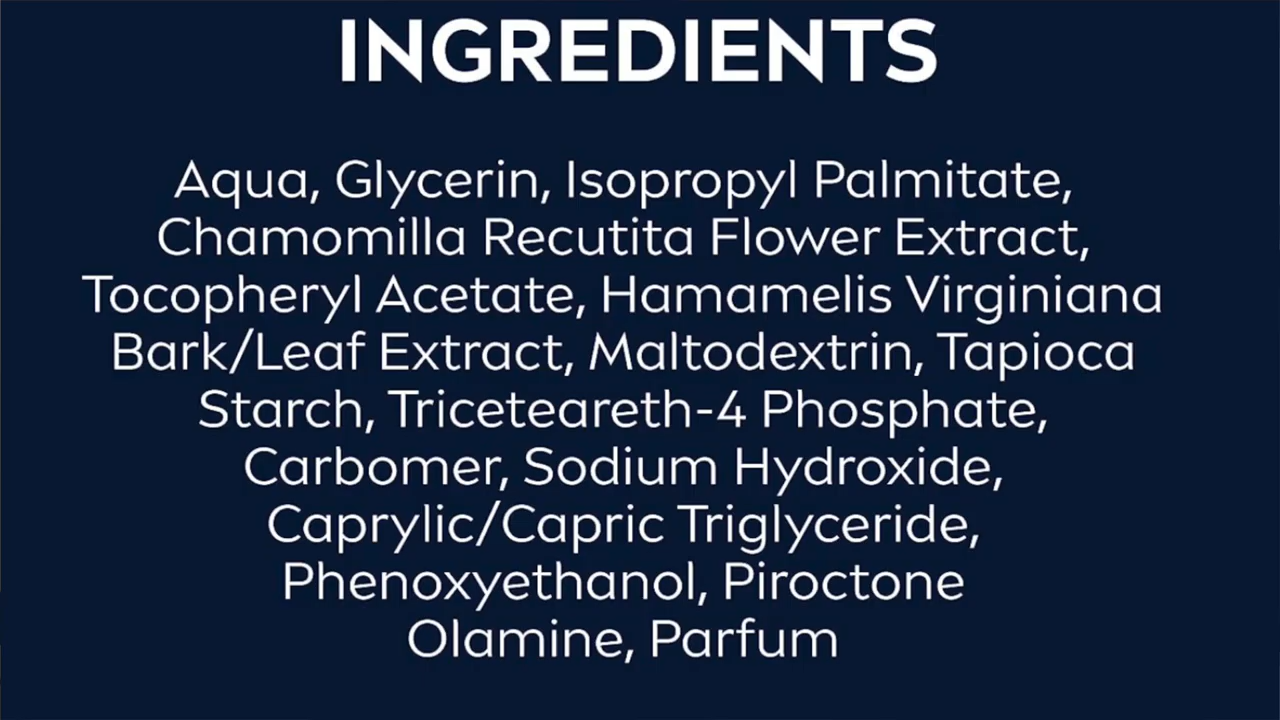 INGREDIENTS
Aqua, Glycerin, Isopropyl Palmitate,
Chamomilla Recutita Flower Extract,
Tocopheryl Acetate, Hamamelis Virginiana
Bark/Leaf Extract, Maltodextrin, Tapioca
Starch, Triceteareth-4 Phosphate,
Carbomer, Sodium Hydroxide,
Caprylic/Capric Triglyceride,
Phenoxyethanol, Piroctone
Olamine, Parfum